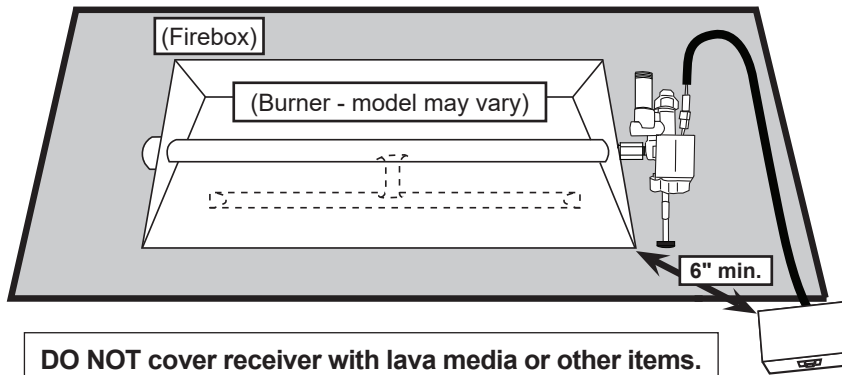 (Firebox)
(Burner - model may vary)
6" min.
DO NOT cover receiver with lava media or other items.